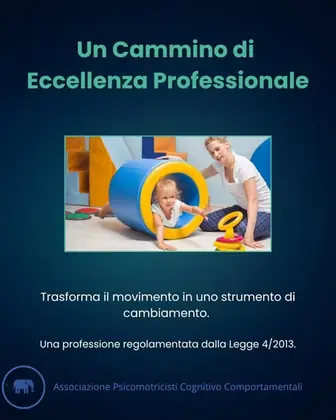 Un Cammino di
Eccellenza Professionale
Trasforma il movimento in uno strumento di
cambiamento.
Una professione regolamentata dalla Legge 4/2013.
Associazione Psicomotricisti Cognitivo Comportamentali